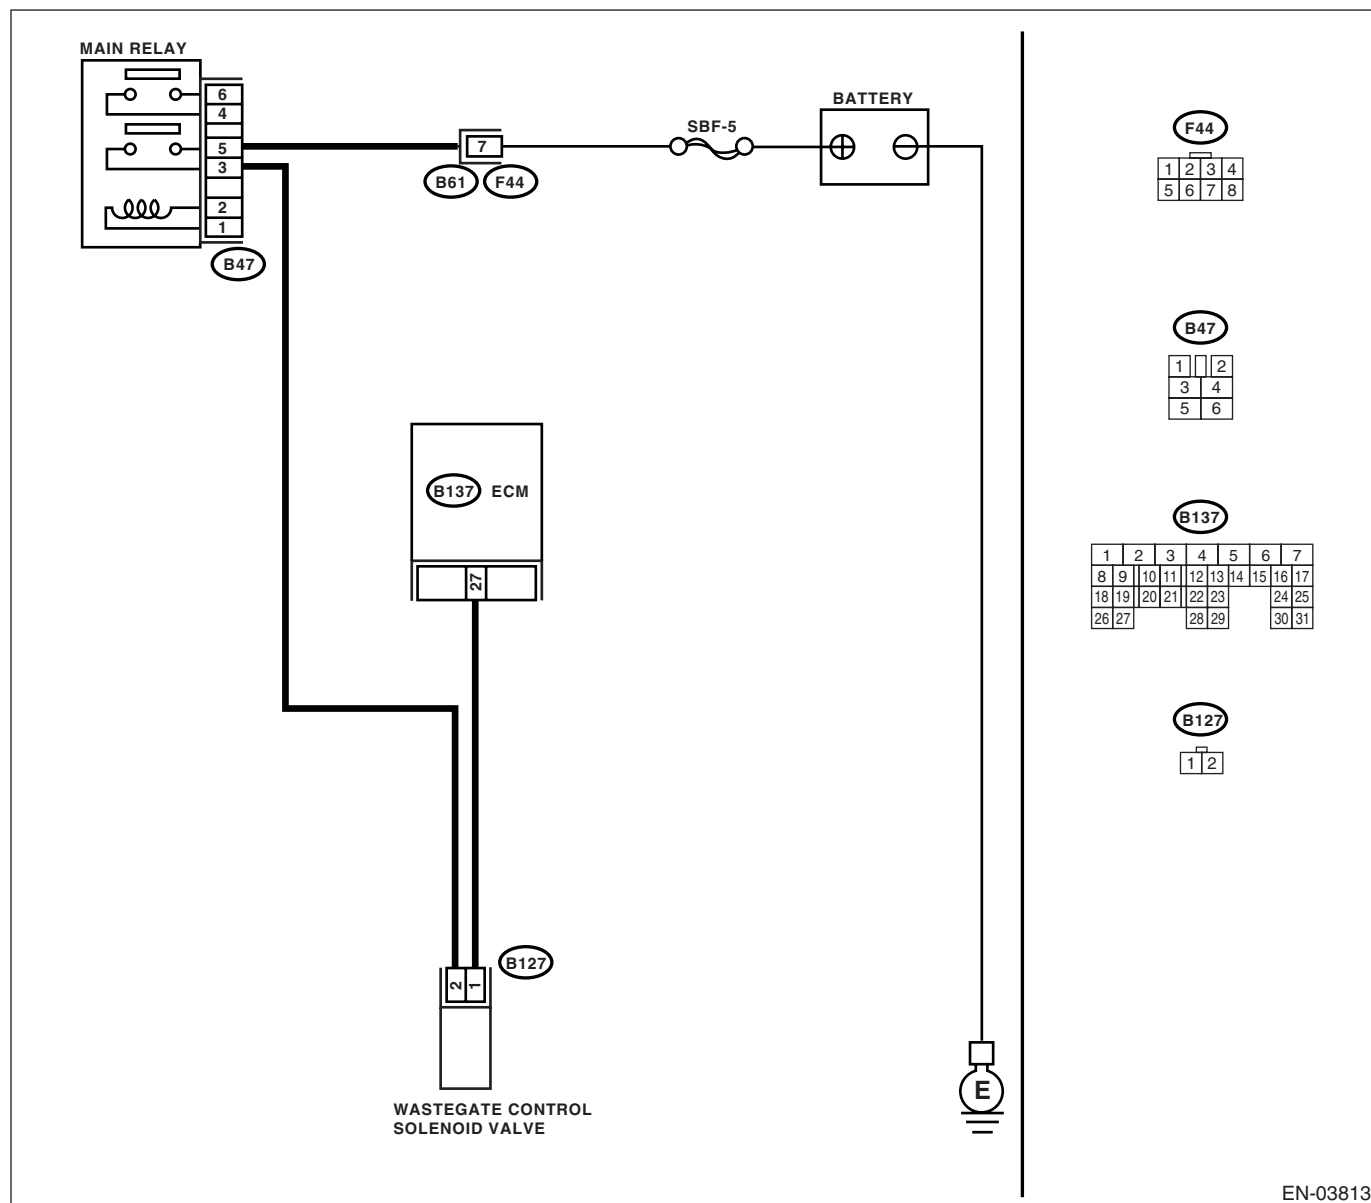 MAIN RELAY
6
4
5
3
2
1
B47
7
B61 F44
SBF-5
BATTERY
B137 ECM
27
B127
2 1
WASTEGATE CONTROL
SOLENOID VALVE
E
F44
1 2 3 4
5 6 7 8
B47
1 2
3 4
5 6
B137
1 2 3 4 5 6 7
8 9 10 11 12 13 14 15 16 17
18 19 20 21 22 23 24 25
26 27 28 29 30 31
B127
1 2
EN-03813